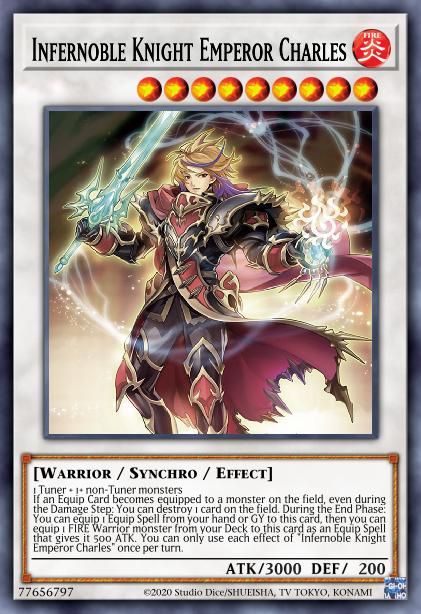 INFERNOBLE KNIGHT EMPEROR CHARLES
FIRE
炎
[WARRIOR / SYNCHRO / EFFECT]
1 Tuner + 1+ non-Tuner monsters
If an Equip Card becomes equipped to a monster on the field, even during
the Damage Step: You can destroy 1 card on the field. During the End Phase:
You can equip 1 Equip Spell from your hand or GY to this card, then you can
equip 1 FIRE Warrior monster from your Deck to this card as an Equip Spell
that gives it 500 ATK. You can only use each effect of "Infernoble Knight
Emperor Charles" once per turn.
ATK/3000 DEF/ 200
77656797
©2020 Studio Dice/SHUEISHA, TV TOKYO, KONAMI